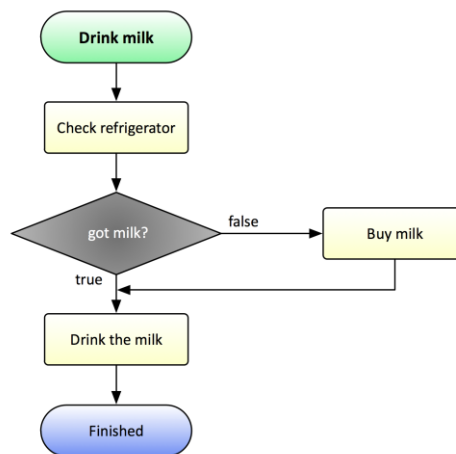 Drink milk
Check refrigerator
got milk?
false
Buy milk
true
Drink the milk
Finished